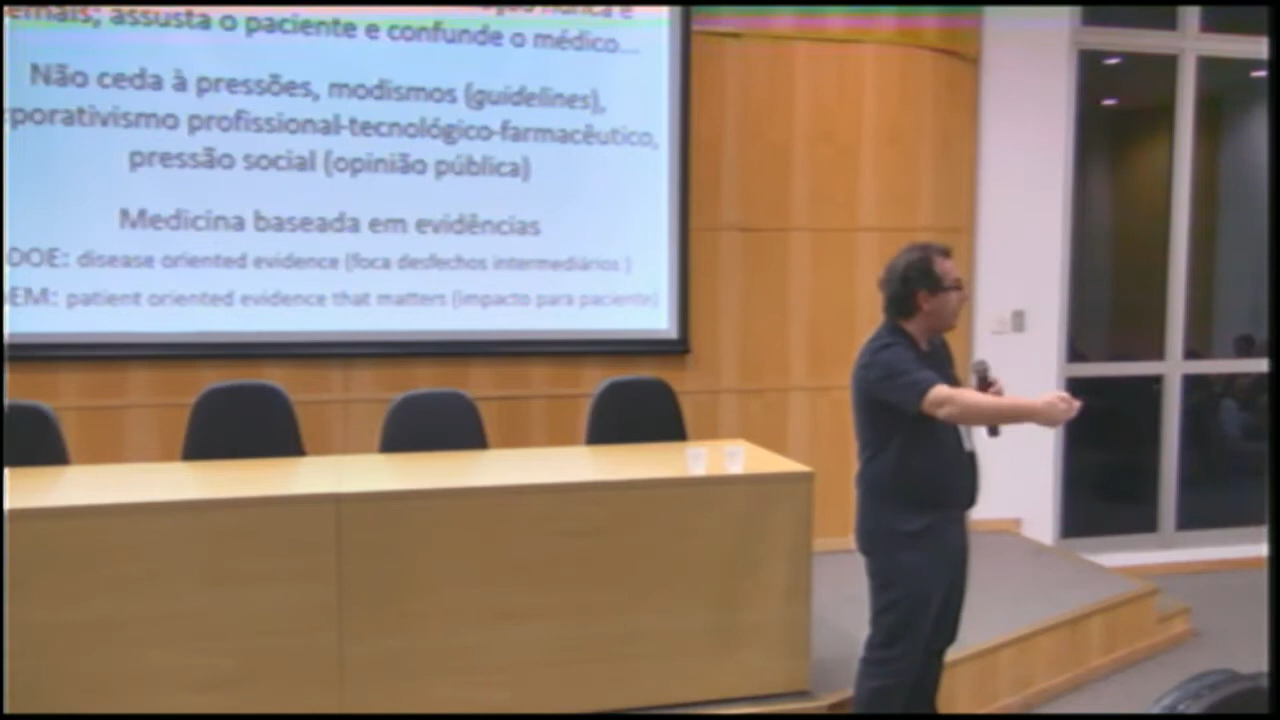 nunca e
assusta o paciente e confunde o médico...
Não ceda à pressões, modismos (guidelines),
rporativismo profissional-tecnológico-farmacêutico,
pressão social (opinião pública)
Medicina baseada em evidências
DOE: disease oriented evidence (foca desfechos intermediários )
EM: patient oriented evidence that matters (impacto para paciente)